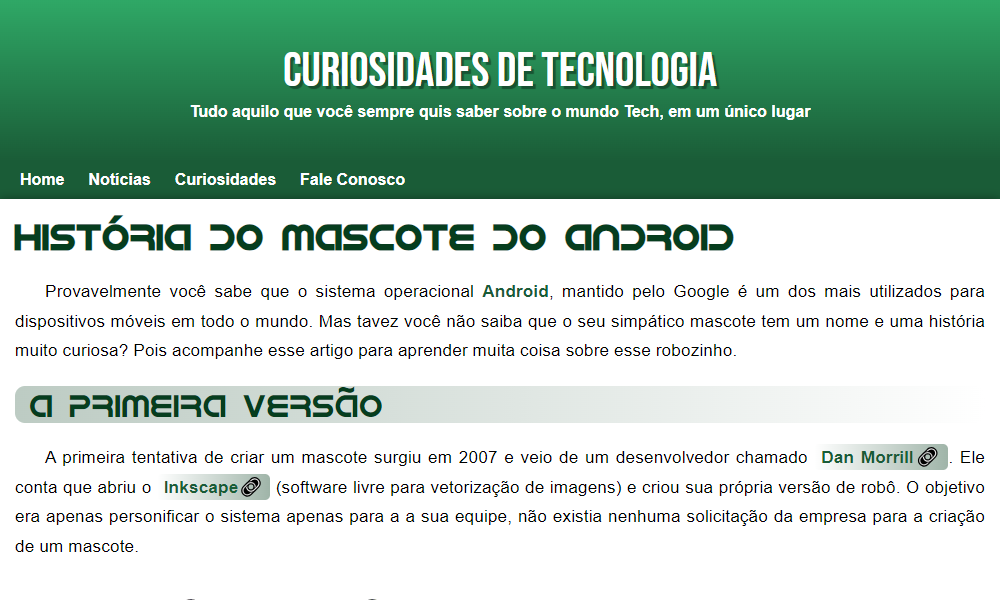 CURIOSIDADES DE TECNOLOGIA
Tudo aquilo que você sempre quis saber sobre o mundo Tech, em um único lugar
Home Notícias Curiosidades Fale Conosco
HISTÓRIA DO MASCOTE DO ANDROID
Provavelmente você sabe que o sistema operacional Android, mantido pelo Google é um dos mais utilizados para
dispositivos móveis em todo o mundo. Mas tavez você não saiba que o seu simpático mascote tem um nome e uma história
muito curiosa? Pois acompanhe esse artigo para aprender muita coisa sobre esse robozinho.
A PRIMEIRA VERSÃO
A primeira tentativa de criar um mascote surgiu em 2007 e veio de um desenvolvedor chamado Dan Morrill. Ele
conta que abriu o Inkscape (software livre para vetorização de imagens) e criou sua própria versão de robô. O objetivo
era apenas personificar o sistema apenas para a a sua equipe, não existia nenhuma solicitação da empresa para a criação
de um mascote.